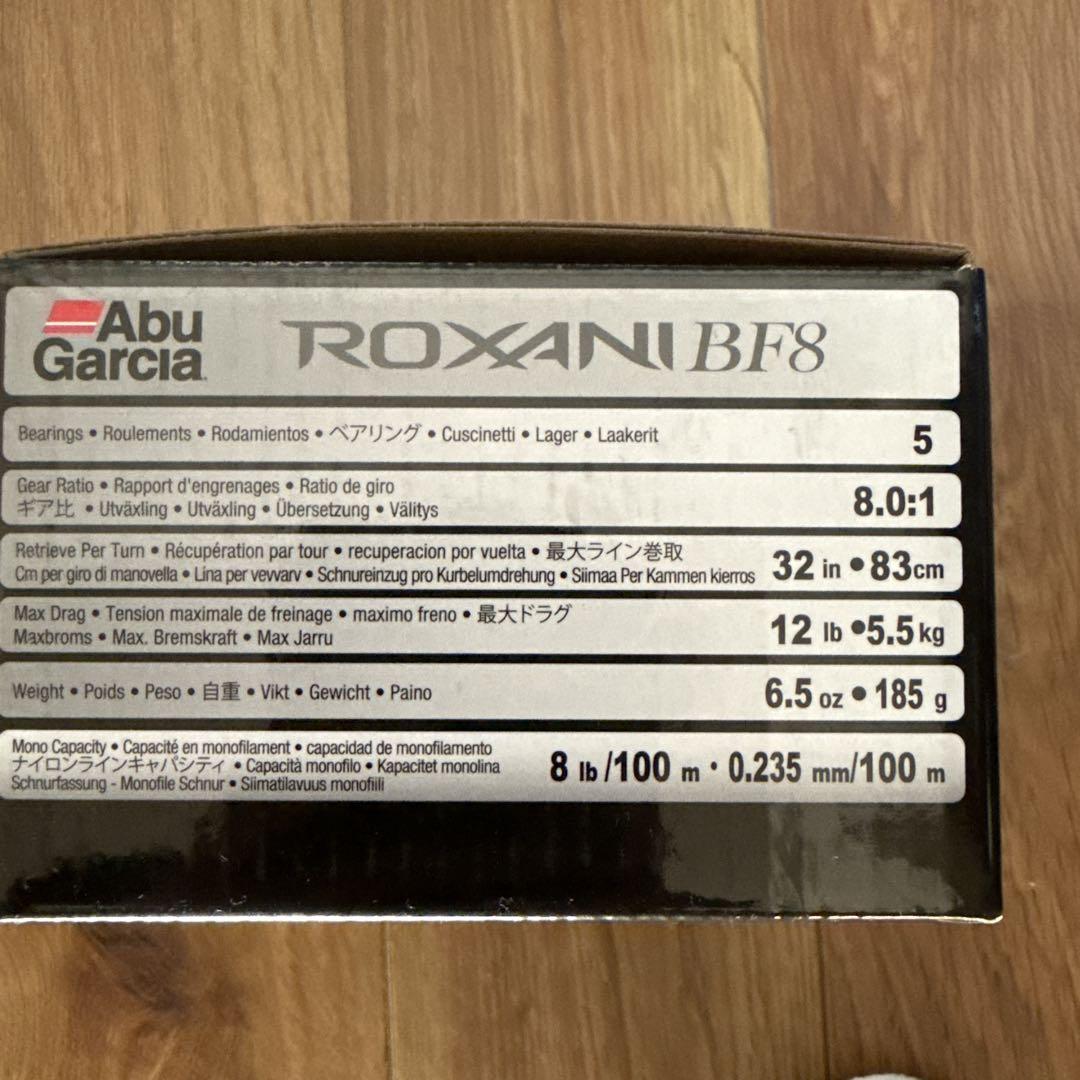 Abu
Garcia
ROXANI BF8
Bearings • Roulements • Rodamientos • ベアリング • Cuscinetti • Lager • Laakerit
5
Gear Ratio • Rapport d'engrenages • Ratio de giro
ギア比 • Utväxling • Utväxling • Übersetzung • Välitys
8.0:1
Retrieve Per Turn • Récupération par tour • recuperacion por vuelta • 最大ライン巻取
Cm per giro di manovella • Lina per vevvarv • Schnureinzug pro Kurbelumdrehung • Siimaa Per Kammen kierros
32 in • 83cm
Max Drag • Tension maximale de freinage • maximo freno • 最大ドラグ
Maxbroms • Max. Bremskraft • Max Jarru
12 lb •5.5kg
Weight • Poids • Peso • 自重 • Vikt • Gewicht • Paino
6.5 oz • 185 g
Mono Capacity • Capacité en monofilament • capacidad de monofilamento
ナイロンラインキャパシティ • Capacità monofilo • Kapacitet monolina
Schnurfassung - Monofile Schnur • Siimatilavuus monofiili
8 lb /100 m · 0.235 mm/100 m